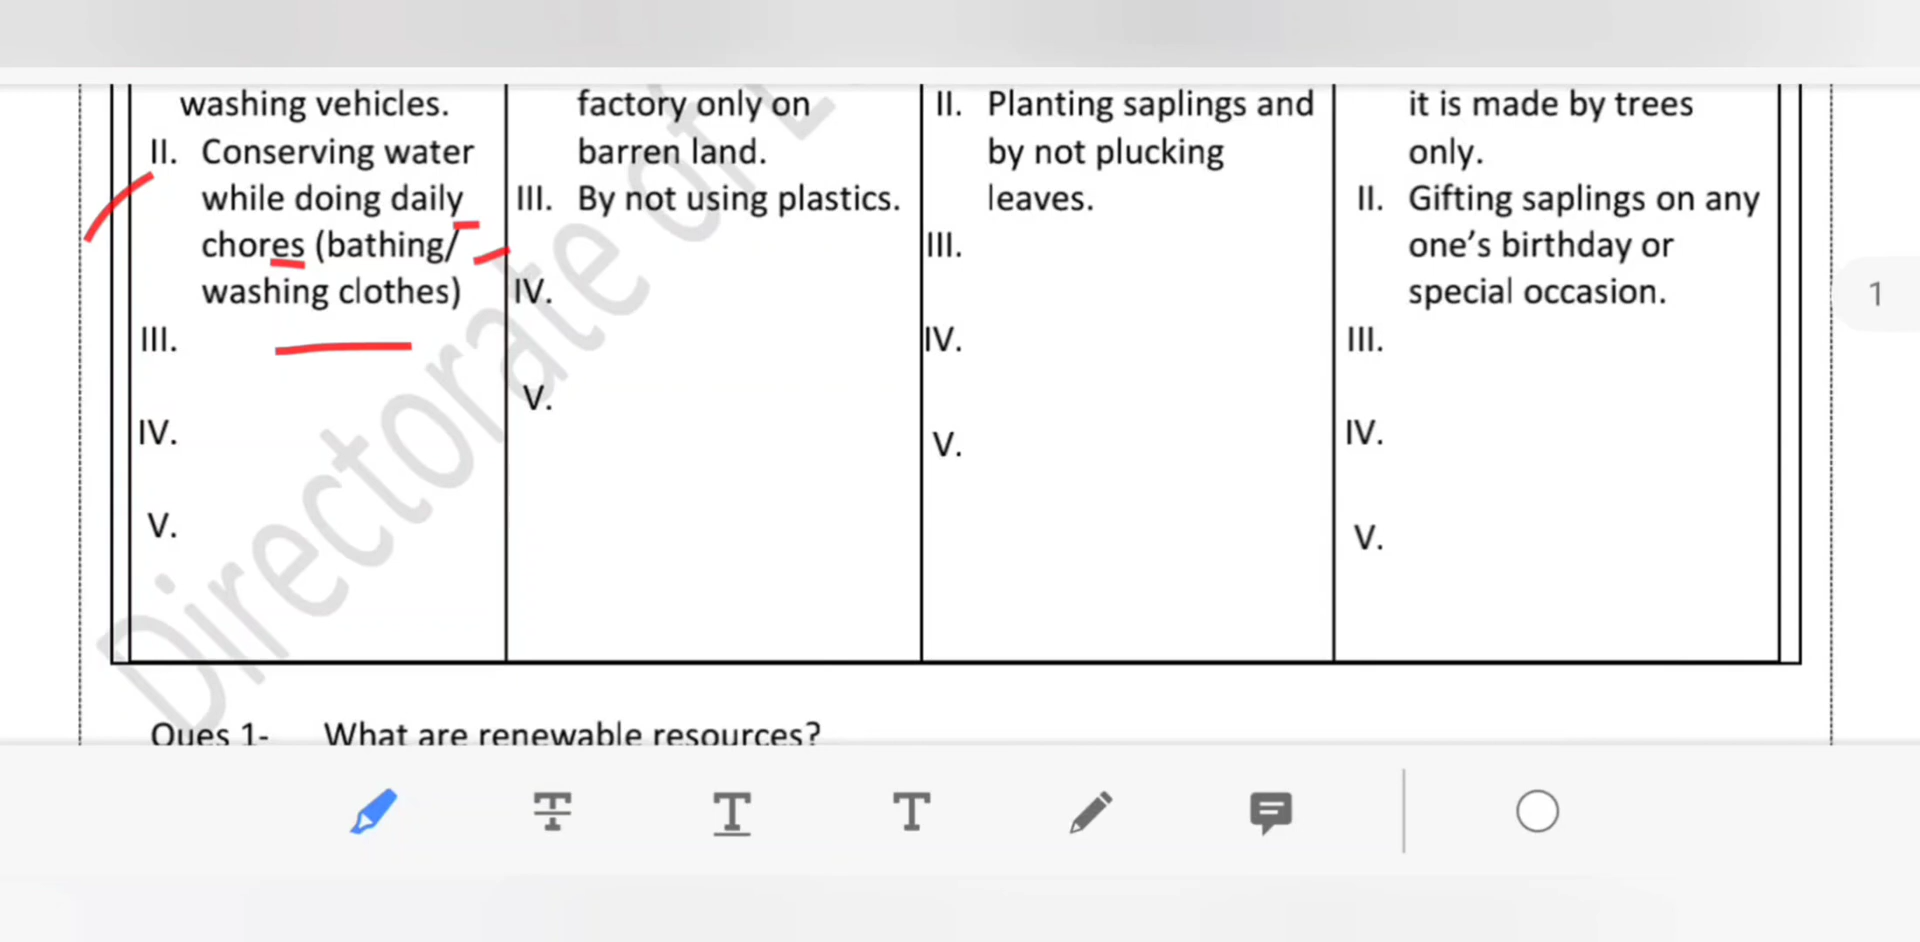 washing vehicles.
II. Conserving water
while doing daily
chores (bathing/
washing clothes)
III.
IV.
V.
factory only on
barren land.
III. By not using plastics.
IV.
V.
II. Planting saplings and
by not plucking
leaves.
III.
IV.
V.
it is made by trees
only.
II. Gifting saplings on any
one’s birthday or
special occasion.
III.
IV.
V.
Directorate of
Ques 1- What are renewable resources?
1